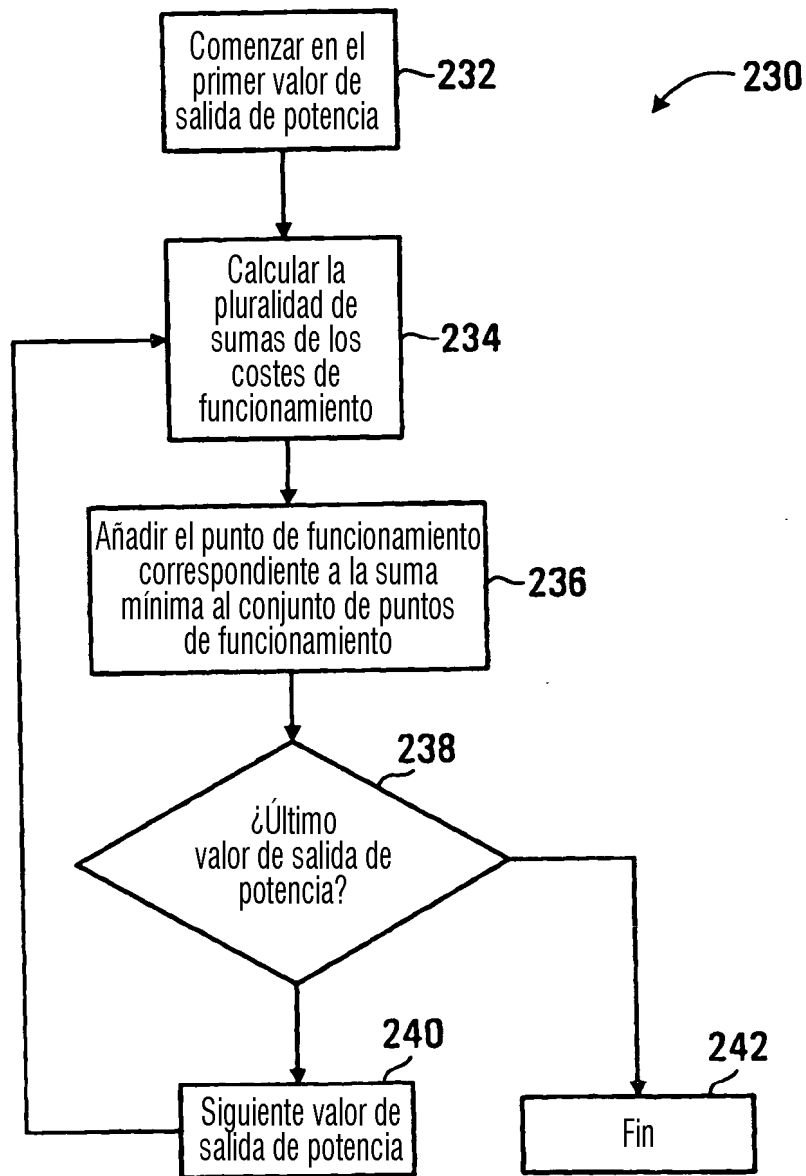 Comenzar en el
primer valor de
salida de potencia
232
230
Calcular la
pluralidad de
sumas de los
costes de
funcionamiento
234
Añadir el punto de funcionamiento
correspondiente a la suma
mínima al conjunto de puntos
de funcionamiento
236
238
¿Último
valor de salida de
potencia?
240
Siguiente valor de
salida de potencia
242
Fin